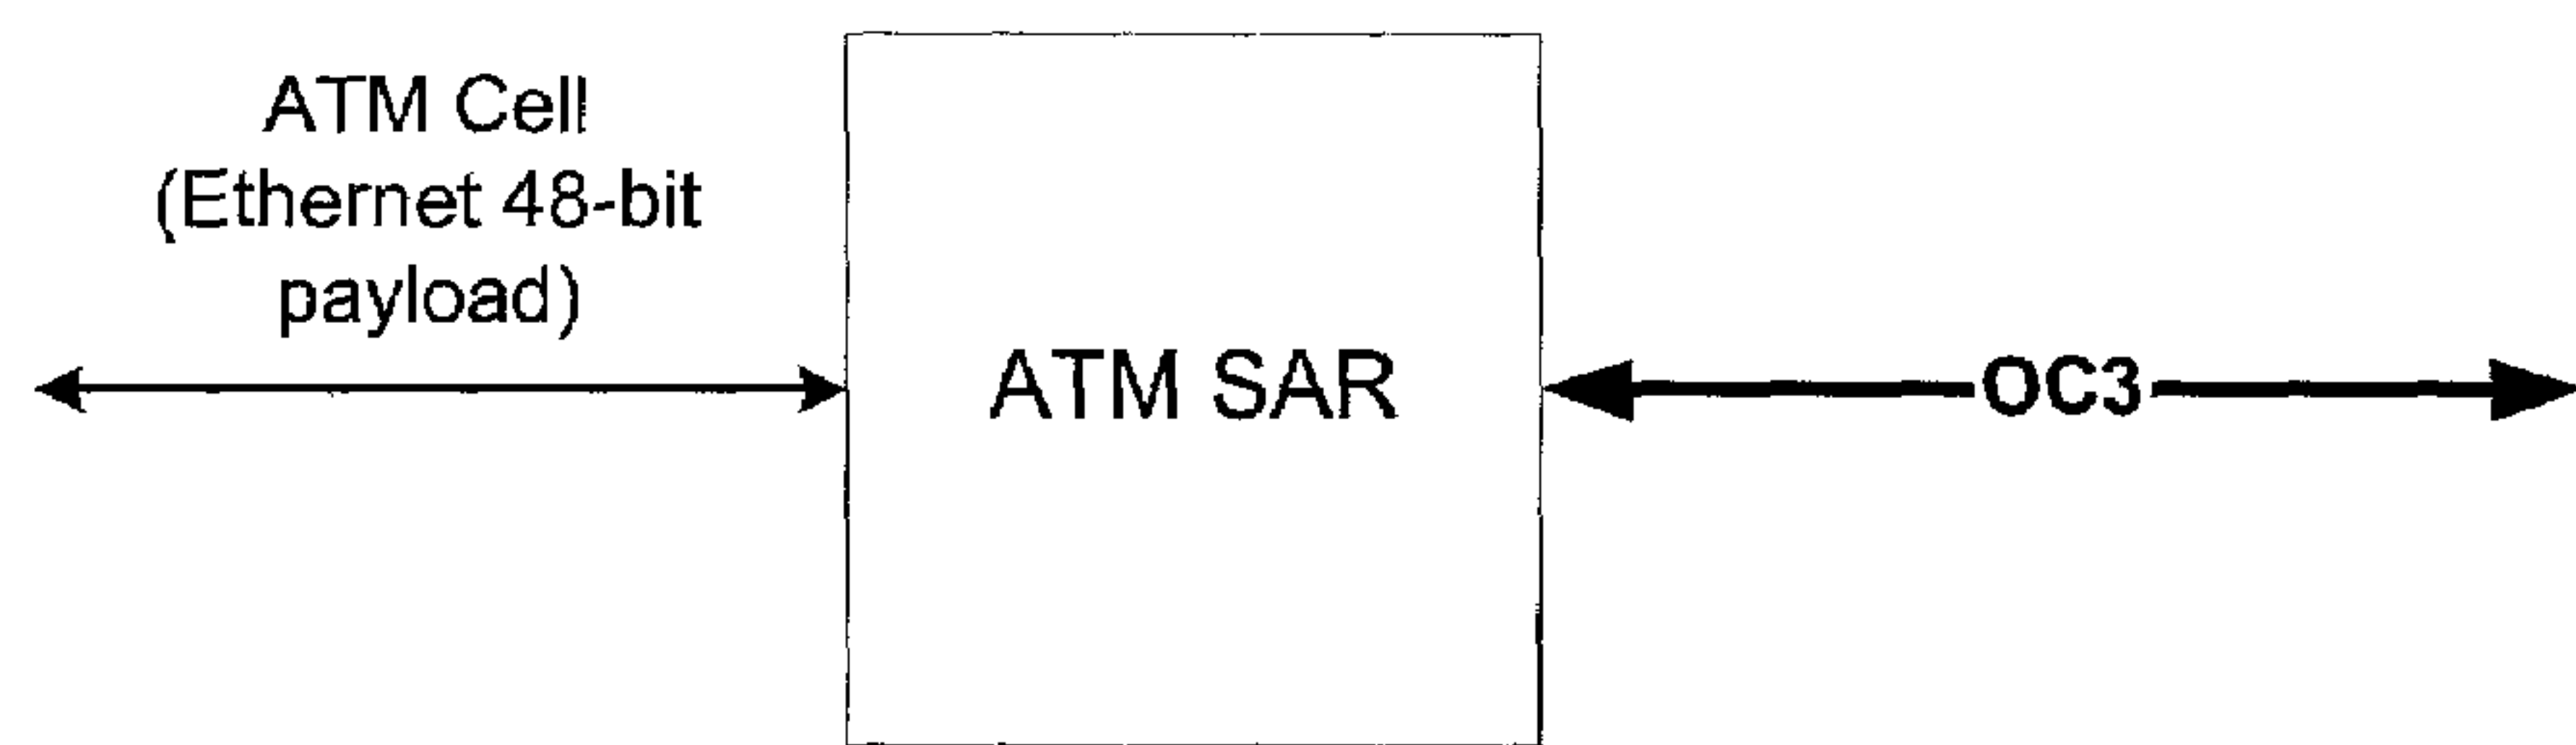 ATM Cell
(Ethernet 48-bit
payload)
ATM SAR
OC3